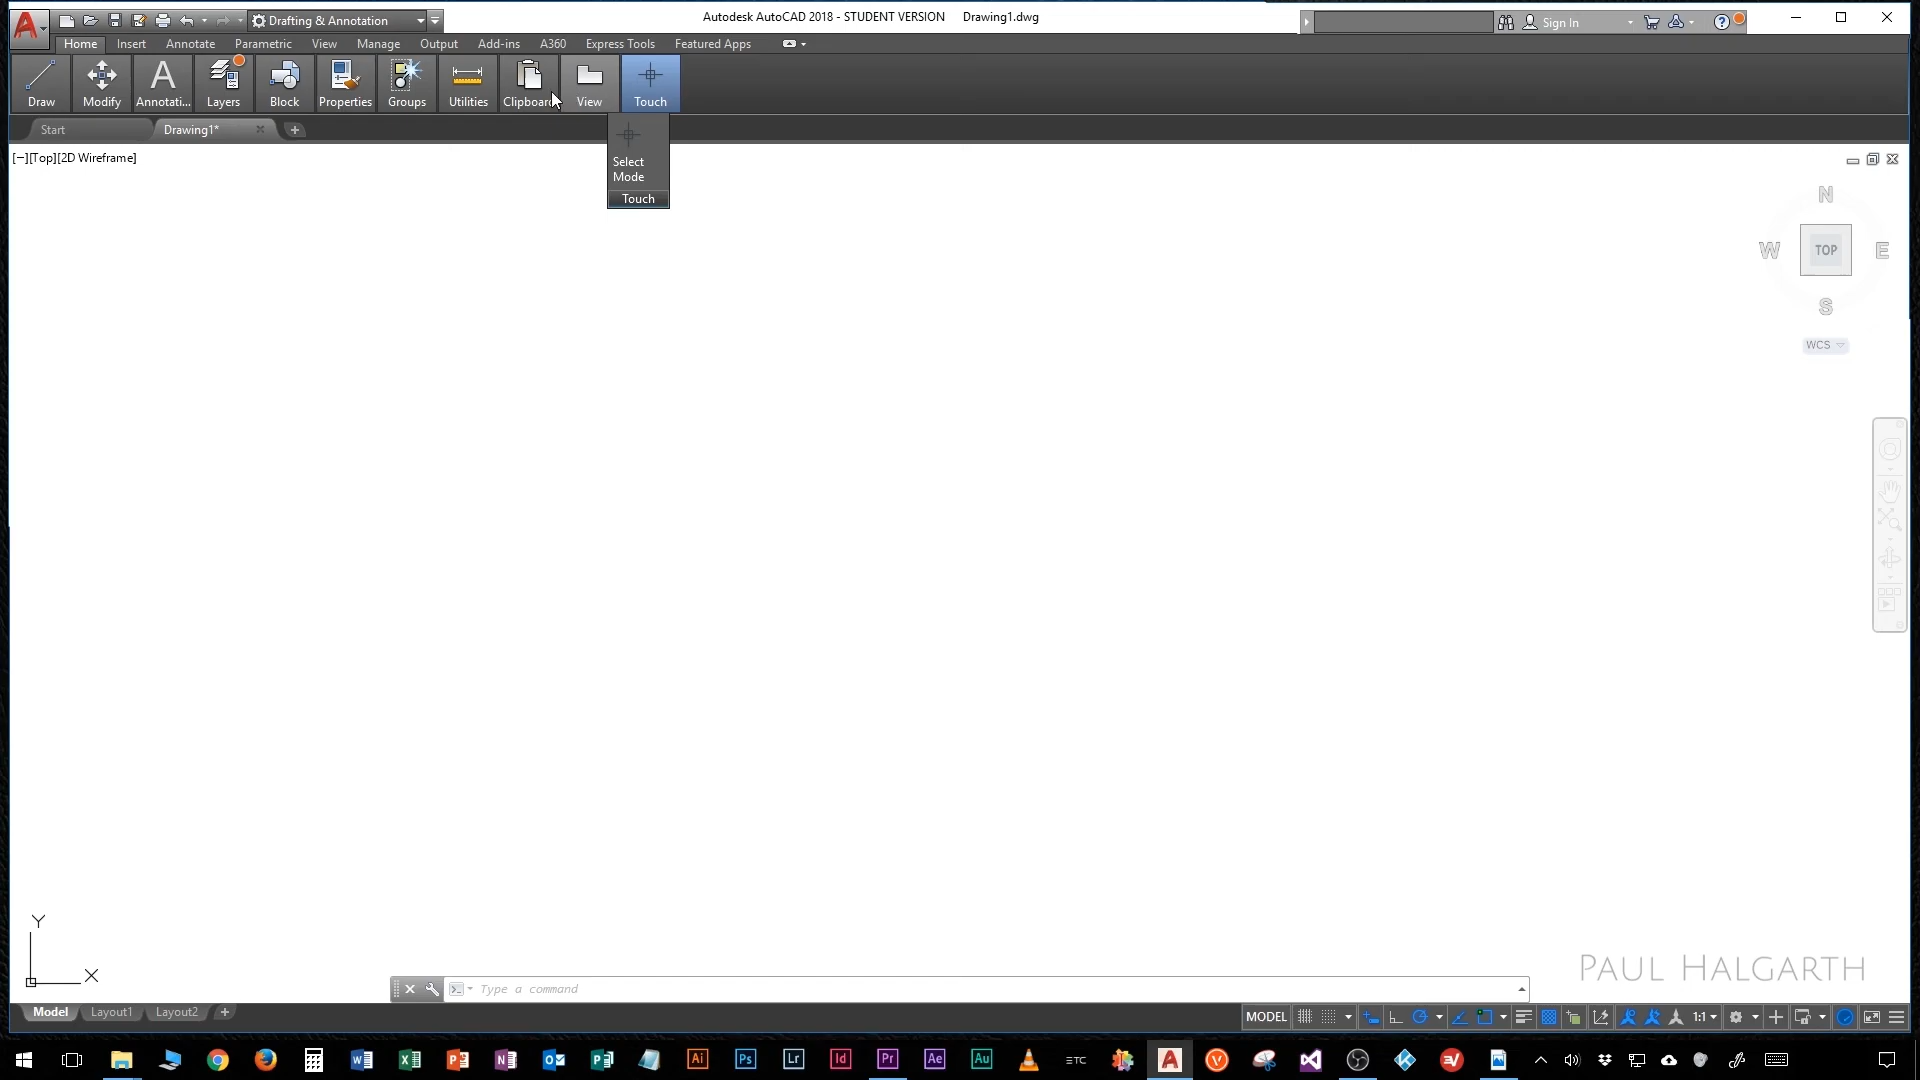 Drafting & Annotation
Autodesk AutoCAD 2018 - STUDENT VERSION Drawing1.dwg
Sign In
Home Insert Annotate Parametric View Manage Output Add-ins A360 Express Tools Featured Apps
Draw Modify Annotati... Layers Block Properties Groups Utilities Clipboard View Touch
Start Drawing1*
[−][Top][2D Wireframe]
Select
Mode
Touch
N
W TOP E
S
WCS
Y
X
PAUL HALGARTH
Type a command
Model Layout1 Layout2
MODEL 1:1
ETC